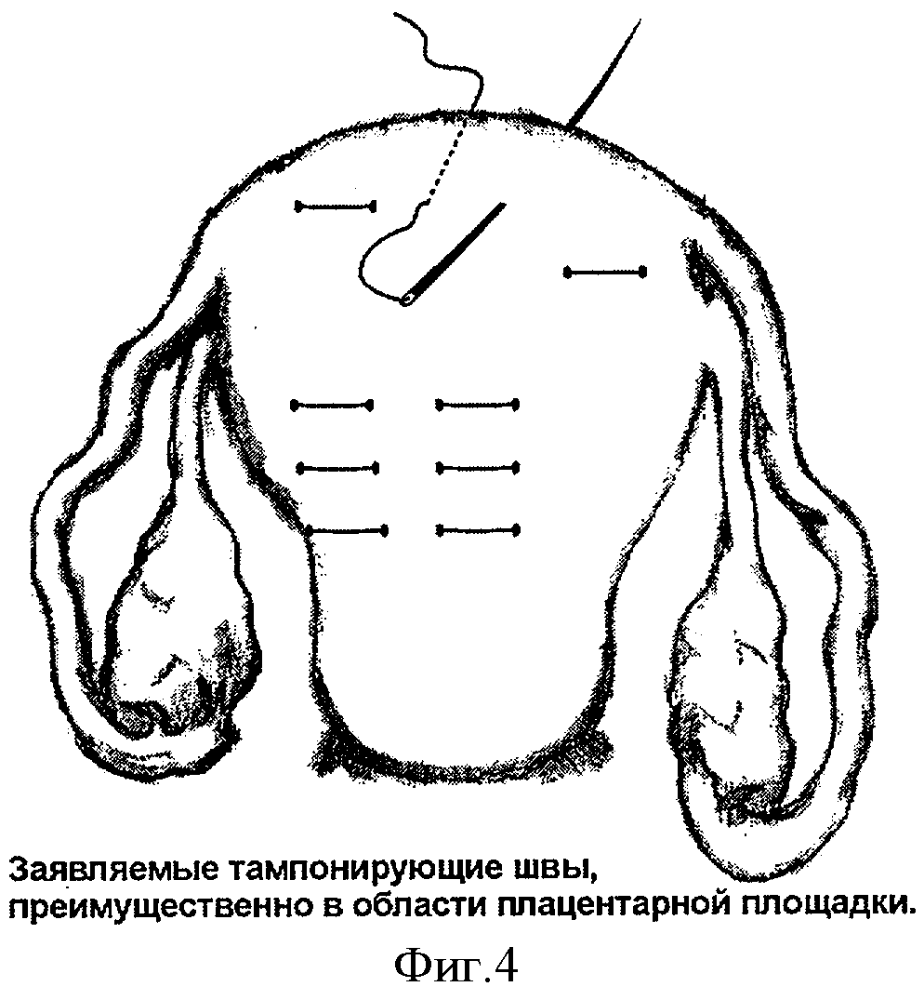 Заявляемые тампонирующие швы,
преимущественно в области плацентарной площадки.
Фиг.4